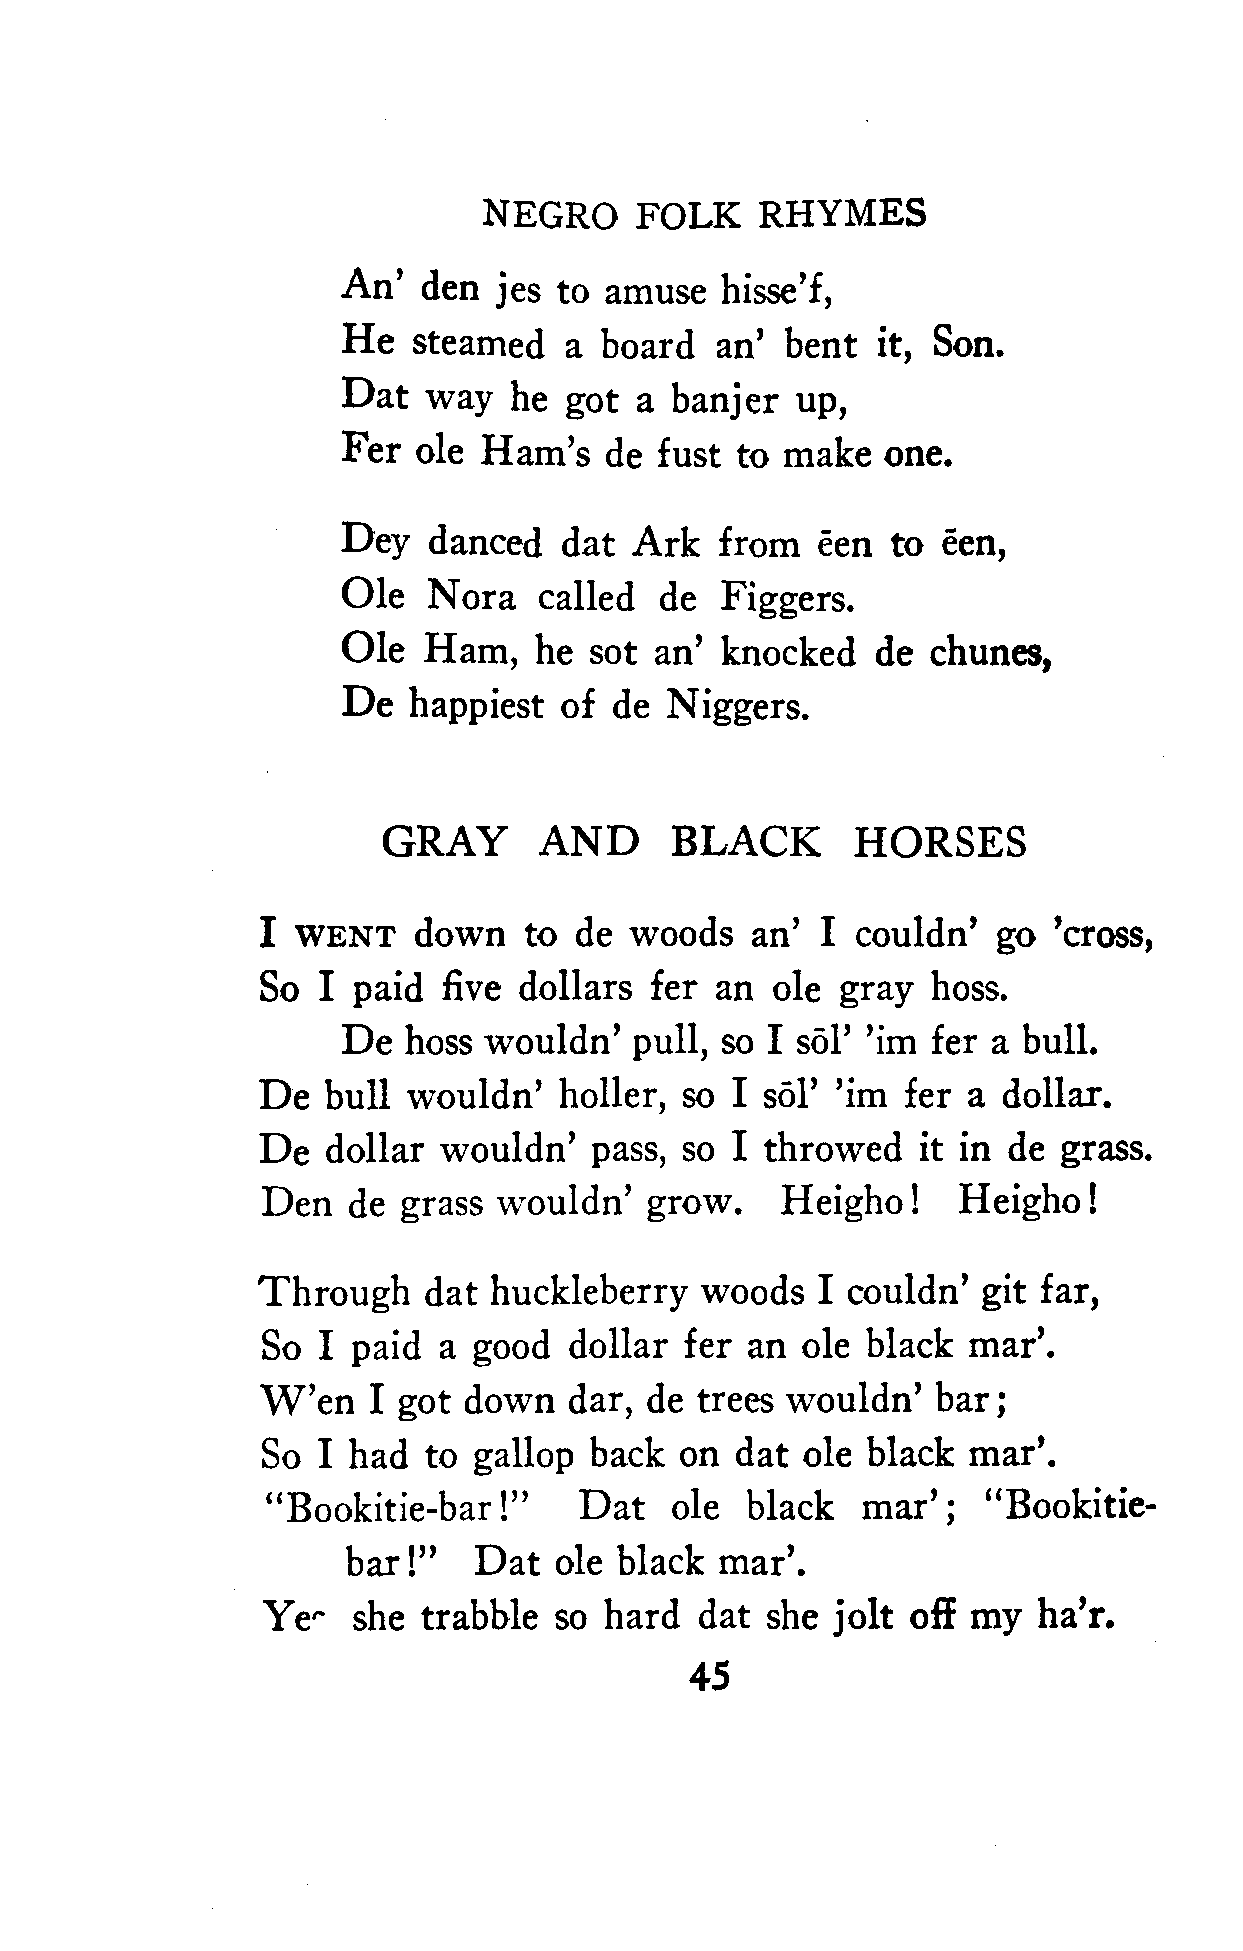 NEGRO FOLK RHYMES
An' den jes to amuse hisse'f,
He steamed a board an' bent it, Son.
Dat way he got a banjer up,
Fer ole Ham's de fust to make one.
Dey danced dat Ark from ēen to ēen,
Ole Nora called de Figgers.
Ole Ham, he sot an' knocked de chunes,
De happiest of de Niggers.
GRAY AND BLACK HORSES
I WENT down to de woods an' I couldn' go 'cross,
So I paid five dollars fer an ole gray hoss.
De hoss wouldn' pull, so I sōl' 'im fer a bull.
De bull wouldn' holler, so I sōl' 'im fer a dollar.
De dollar wouldn' pass, so I throwed it in de grass.
Den de grass wouldn' grow. Heigho! Heigho!
Through dat huckleberry woods I couldn' git far,
So I paid a good dollar fer an ole black mar'.
W'en I got down dar, de trees wouldn' bar;
So I had to gallop back on dat ole black mar'.
"Bookitie-bar!" Dat ole black mar'; "Bookitie-
bar!" Dat ole black mar'.
she trabble so hard dat she jolt off my ha'r.
45